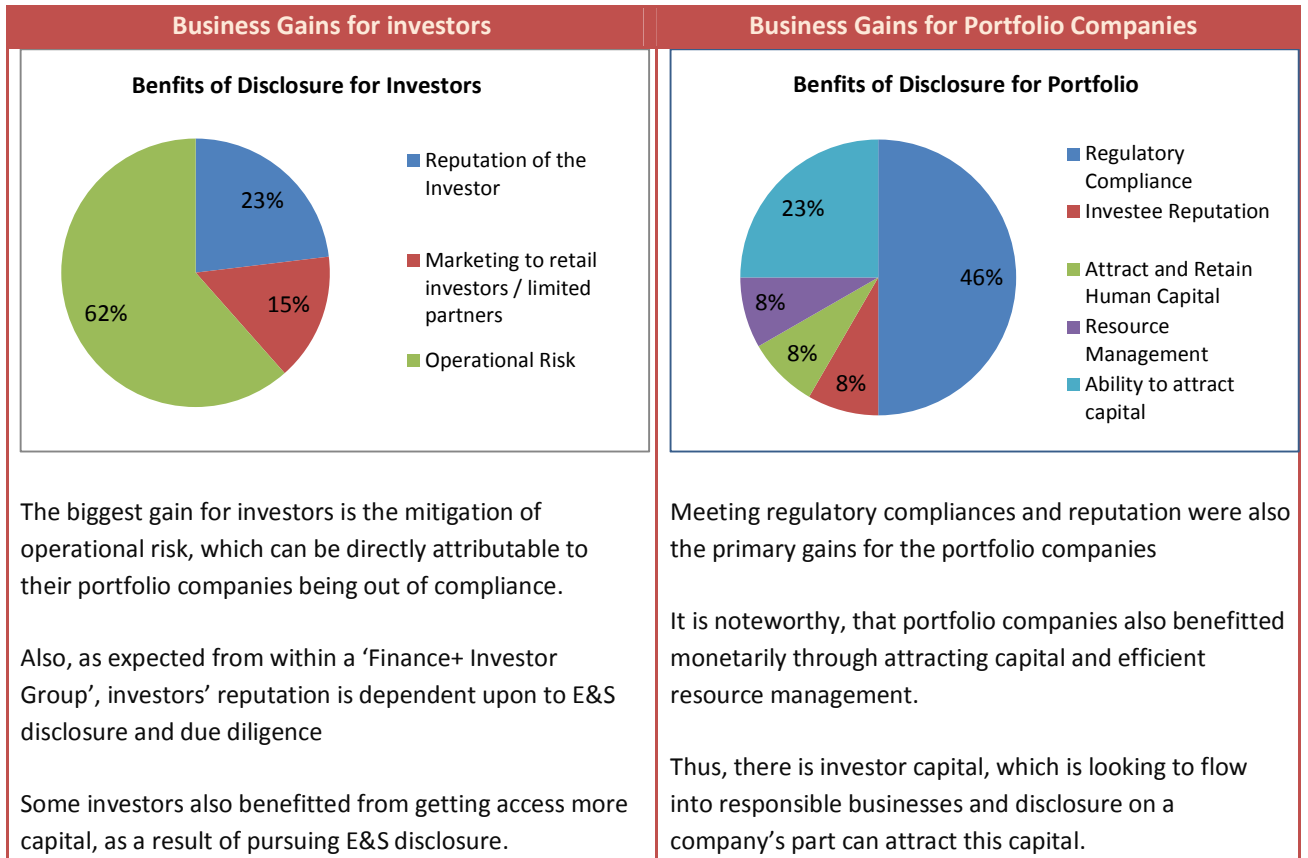 Business Gains for investors
Benfits of Disclosure for Investors
23%
15%
62%
Reputation of the
Investor
Marketing to retail
investors / limited
partners
Operational Risk
The biggest gain for investors is the mitigation of
operational risk, which can be directly attributable to
their portfolio companies being out of compliance.
Also, as expected from within a ‘Finance+ Investor
Group’, investors’ reputation is dependent upon to E&S
disclosure and due diligence
Some investors also benefitted from getting access more
capital, as a result of pursuing E&S disclosure.
Business Gains for Portfolio Companies
Benfits of Disclosure for Portfolio
23%
46%
8%
8%
8%
Regulatory
Compliance
Investee Reputation
Attract and Retain
Human Capital
Resource
Management
Ability to attract
capital
Meeting regulatory compliances and reputation were also
the primary gains for the portfolio companies
It is noteworthy, that portfolio companies also benefitted
monetarily through attracting capital and efficient
resource management.
Thus, there is investor capital, which is looking to flow
into responsible businesses and disclosure on a
company’s part can attract this capital.